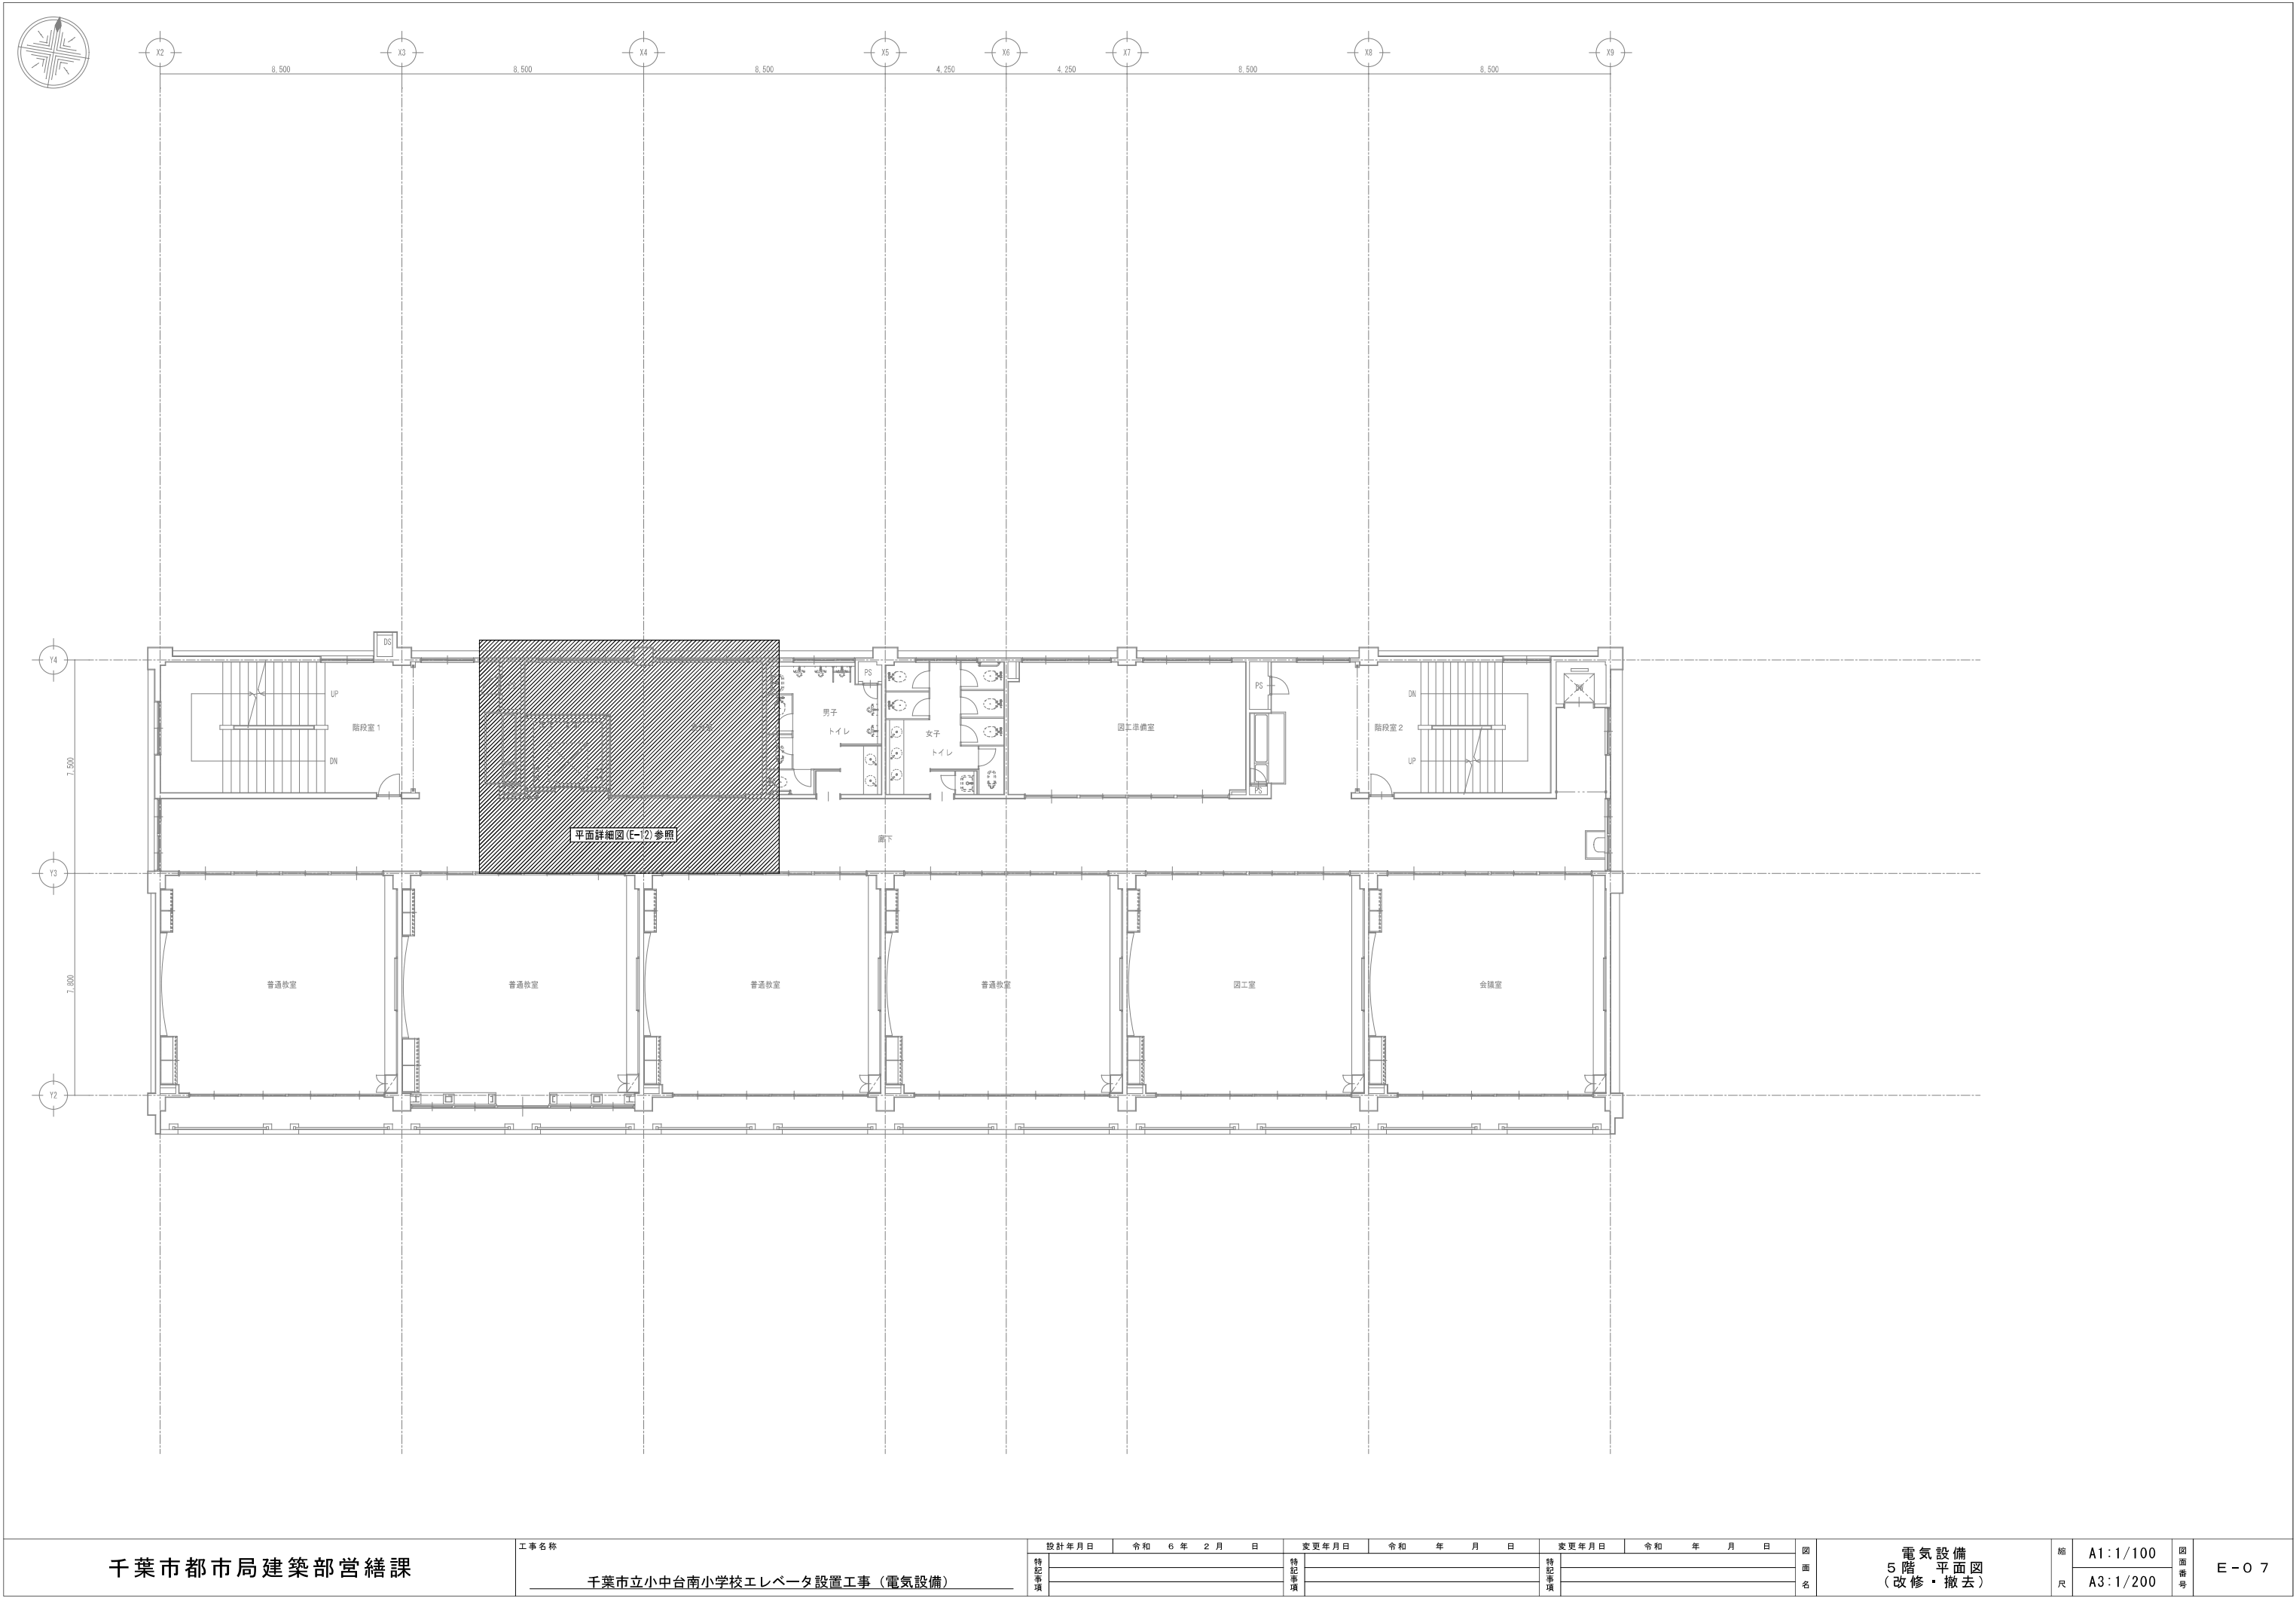 X2 X3 X4 X5 X6 X7 X8 X9
8,500 8,500 8,500 4,250 4,250 8,500 8,500
DS
Y4
PS
PS
UP
DN
男子
トイレ
階段室1
女子
トイレ
図工準備室
階段室2
DN
UP
7,500
PS
平面詳細図(E-12)参照
廊下
Y3
7,800
普通教室 普通教室 普通教室 普通教室 図工室 会議室
Y2
千葉市都市局建築部営繕課
工事名称
千葉市立小中台南小学校エレベータ設置工事（電気設備）
設計年月日 令和 6 年 2 月 日 変更年月日 令和 年 月 日 変更年月日 令和 年 月 日
特記事項 特記事項 特記事項
図面名
電気設備
5階 平面図
（改修・撤去）
縮尺
A1:1/100
A3:1/200
図面番号
E-07